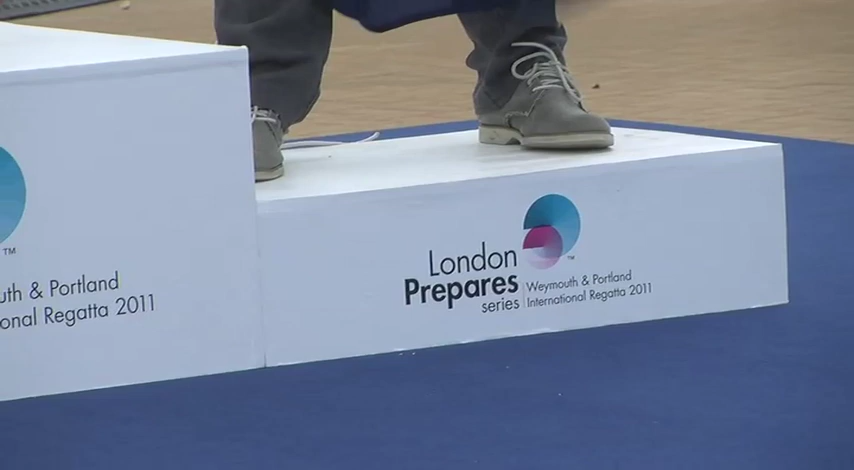 TM
uth & Portland
onal Regatta 2011
London
Prepares
series
TM
Weymouth & Portland
International Regatta 2011